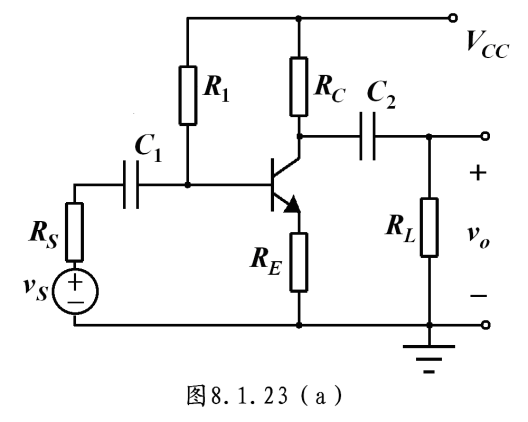 V_CC
R_1
R_C
C_2
C_1
+
R_S
R_E
R_L
v_o
v_S
+
−
−
图8.1.23（a）